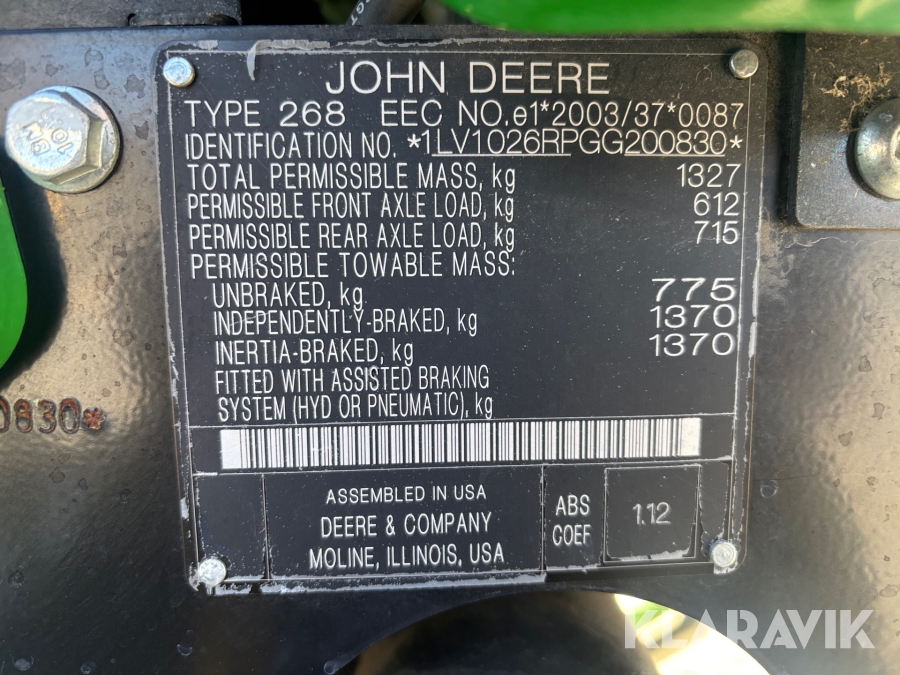 JOHN DEERE
TYPE 268 EEC NO.e1*2003/37*0087
IDENTIFICATION NO. *1LV1026RPGG200830*
TOTAL PERMISSIBLE MASS, kg 1327
PERMISSIBLE FRONT AXLE LOAD, kg 612
PERMISSIBLE REAR AXLE LOAD, kg 715
PERMISSIBLE TOWABLE MASS:
UNBRAKED, kg 775
INDEPENDENTLY-BRAKED, kg 1370
INERTIA-BRAKED, kg 1370
FITTED WITH ASSISTED BRAKING
SYSTEM (HYD OR PNEUMATIC), kg
0830*
ASSEMBLED IN USA
DEERE & COMPANY
MOLINE, ILLINOIS, USA
ABS
COEF
1.12
KLARAVIK